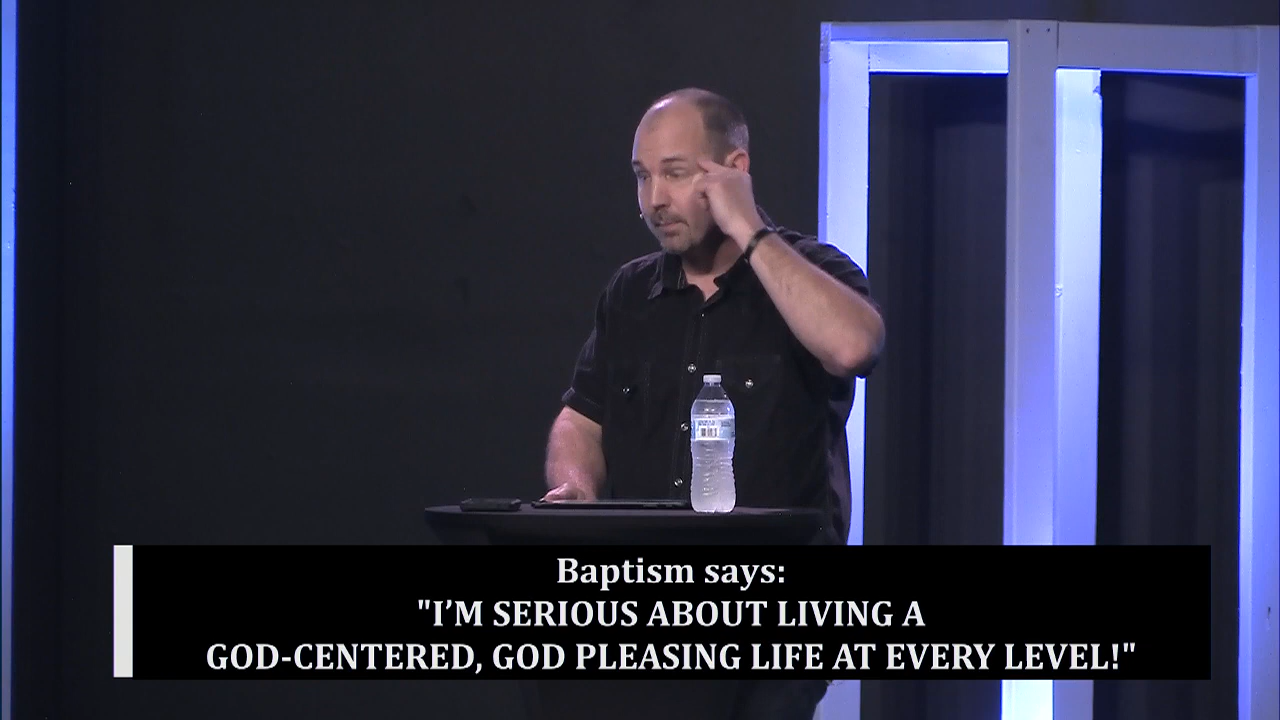 Baptism says:
"I’M SERIOUS ABOUT LIVING A
GOD-CENTERED, GOD PLEASING LIFE AT EVERY LEVEL!"